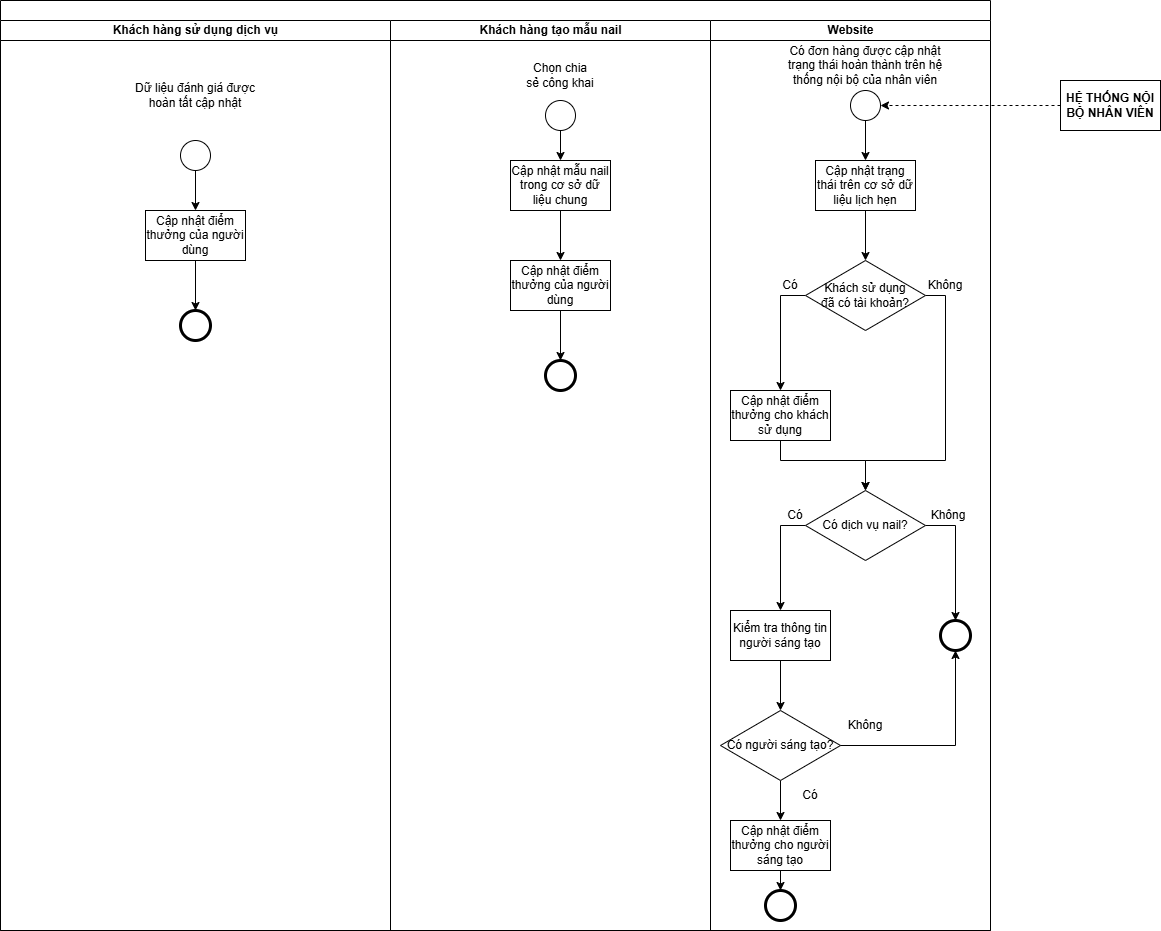 Khách hàng sử dụng dịch vụ
Khách hàng tạo mẫu nail
Website
Dữ liệu đánh giá được
hoàn tất cập nhật
Cập nhật điểm
thưởng của người
dùng
Chọn chia
sẻ công khai
Cập nhật mẫu nail
trong cơ sở dữ
liệu chung
Cập nhật điểm
thưởng của người
dùng
Có đơn hàng được cập nhật
trạng thái hoàn thành trên hệ
thống nội bộ của nhân viên
HỆ THỐNG NỘI
BỘ NHÂN VIÊN
Cập nhật trạng
thái trên cơ sở dữ
liệu lịch hẹn
Có
Khách sử dụng
đã có tài khoản?
Không
Cập nhật điểm
thưởng cho khách
sử dụng
Có
Có dịch vụ nail?
Không
Kiểm tra thông tin
người sáng tạo
Có người sáng tạo?
Không
Có
Cập nhật điểm
thưởng cho người
sáng tạo